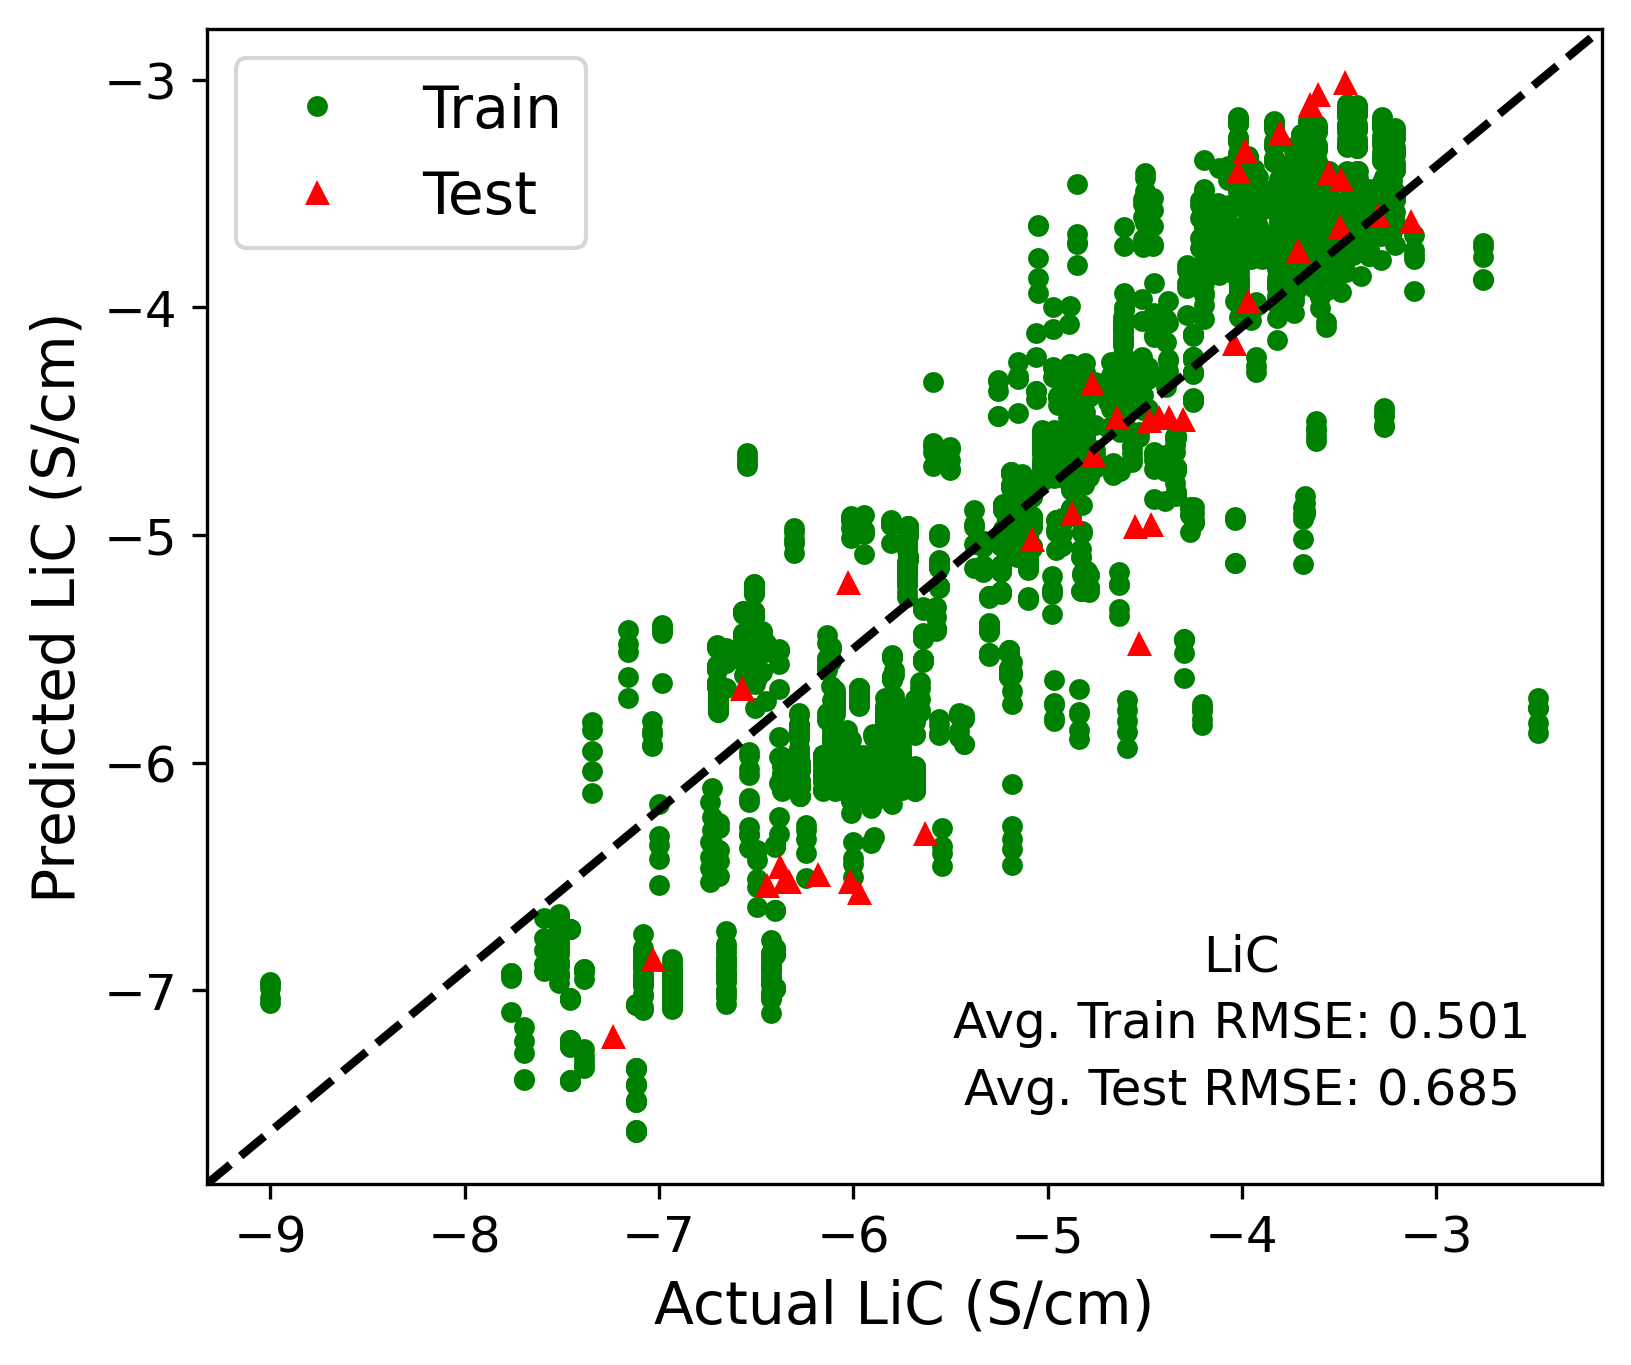 Train
Test
−3
−4
−5
−6
−7
Predicted LiC (S/cm)
LiC
Avg. Train RMSE: 0.501
Avg. Test RMSE: 0.685
−9 −8 −7 −6 −5 −4 −3
Actual LiC (S/cm)